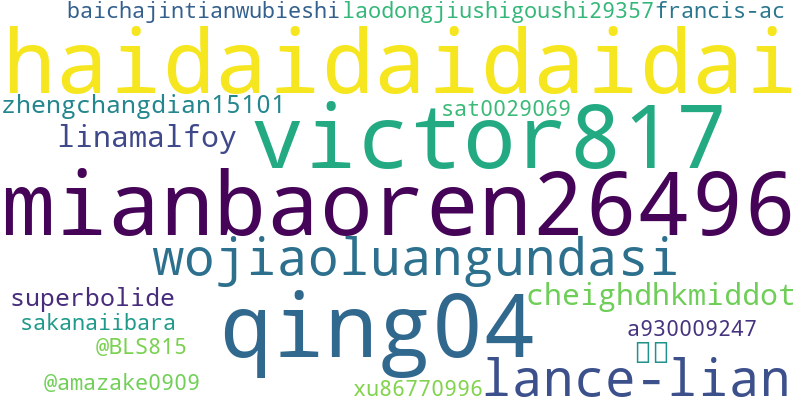 baichajintianwubieshi laodongjiushigoushi29357 francis-ac
haidaidaidaidai
zhengchangdian15101 sat0029069
linamalfoy victor817
mianbaoren26496
wojiaoluangundasi
superbolide qing04 cheighdhkmiddot
sakanaiibara a930009247
@BLS815
@amazake0909 xu86770996 lance-lian